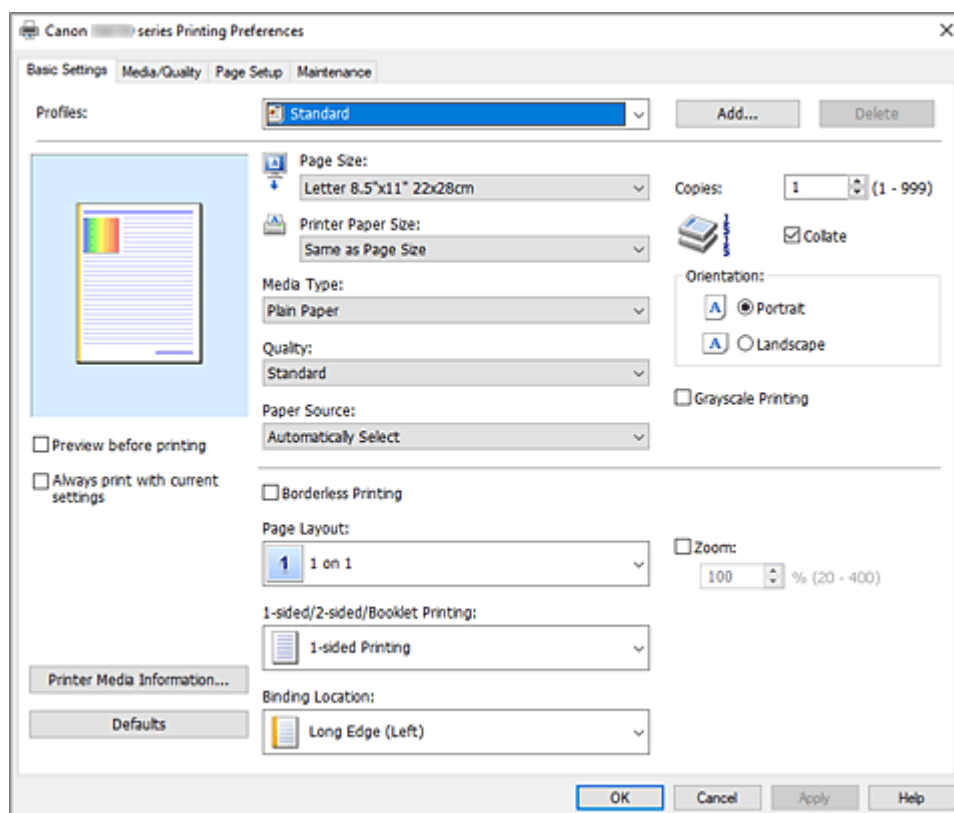 Canon series Printing Preferences
Basic Settings Media/Quality Page Setup Maintenance
Profiles: Standard Add... Delete
Page Size:
Letter 8.5"x11" 22x28cm
Copies: 1 (1 - 999)
Printer Paper Size:
Same as Page Size
Collate
Media Type:
Plain Paper
Orientation:
Portrait
Landscape
Quality:
Standard
Grayscale Printing
Paper Source:
Automatically Select
Preview before printing
Always print with current
settings
Borderless Printing
Page Layout:
1 on 1
Zoom:
100 % (20 - 400)
1-sided/2-sided/Booklet Printing:
1-sided Printing
Printer Media Information...
Defaults
Binding Location:
Long Edge (Left)
OK Cancel Apply Help